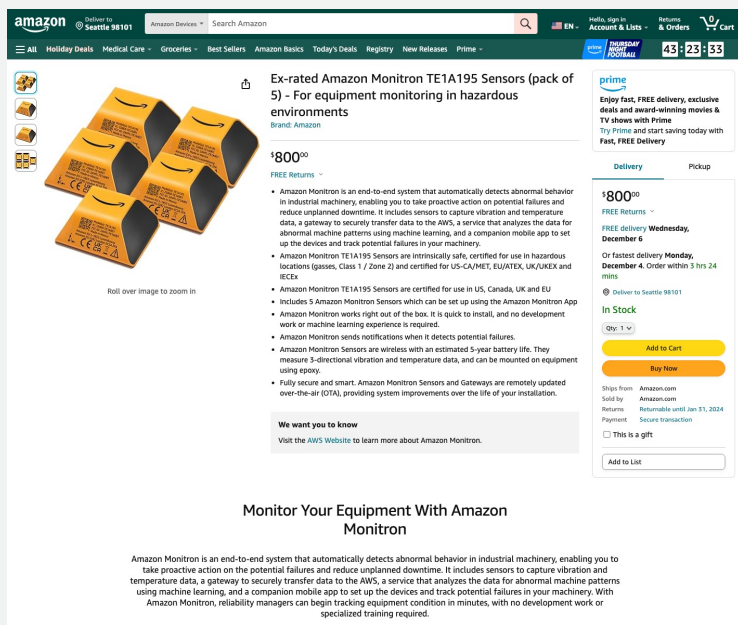 amazon
Deliver to
Seattle 98101
Amazon Devices
Search Amazon
EN
Hello, sign in
Account & Lists
Returns
& Orders
0
Cart
All
Holiday Deals
Medical Care
Groceries
Best Sellers
Amazon Basics
Today's Deals
Registry
New Releases
Prime
prime
THURSDAY
NIGHT
FOOTBALL
43:23:33
Ex-rated Amazon Monitron TE1A195 Sensors (pack of
5) - For equipment monitoring in hazardous
environments
Brand: Amazon
$80000
FREE Returns
• Amazon Monitron is an end-to-end system that automatically detects abnormal behavior
in industrial machinery, enabling you to take proactive action on potential failures and
reduce unplanned downtime. It includes sensors to capture vibration and temperature
data, a gateway to securely transfer data to the AWS, a service that analyzes the data for
abnormal machine patterns using machine learning, and a companion mobile app to set
up the devices and track potential failures in your machinery.
• Amazon Monitron TE1A195 Sensors are intrinsically safe, certified for use in hazardous
locations (gasses, Class 1 / Zone 2) and certified for US-CA/MET, EU/ATEX, UK/UKEX and
IECEx
• Amazon Monitron TE1A195 Sensors are certified for use in US, Canada, UK and EU
• Includes 5 Amazon Monitron Sensors which can be set up using the Amazon Monitron App
• Amazon Monitron works right out of the box. It is quick to install, and no development
work or machine learning experience is required.
• Amazon Monitron sends notifications when it detects potential failures.
• Amazon Monitron Sensors are wireless with an estimated 5-year battery life. They
measure 3-directional vibration and temperature data, and can be mounted on equipment
using epoxy.
• Fully secure and smart. Amazon Monitron Sensors and Gateways are remotely updated
over-the-air (OTA), providing system improvements over the life of your installation.
We want you to know
Visit the AWS Website to learn more about Amazon Monitron.
Roll over image to zoom in
prime
Enjoy fast, FREE delivery, exclusive
deals and award-winning movies &
TV shows with Prime
Try Prime and start saving today with
Fast, FREE Delivery
Delivery
Pickup
$80000
FREE Returns
FREE delivery Wednesday,
December 6
Or fastest delivery Monday,
December 4. Order within 3 hrs 24
mins
Deliver to Seattle 98101
In Stock
Qty: 1
Add to Cart
Buy Now
Ships from Amazon.com
Sold by Amazon.com
Returns Returnable until Jan 31, 2024
Payment Secure transaction
This is a gift
Add to List
Monitor Your Equipment With Amazon
Monitron
Amazon Monitron is an end-to-end system that automatically detects abnormal behavior in industrial machinery, enabling you to
take proactive action on the potential failures and reduce unplanned downtime. It includes sensors to capture vibration and
temperature data, a gateway to securely transfer data to the AWS, a service that analyzes the data for abnormal machine patterns
using machine learning, and a companion mobile app to set up the devices and track potential failures in your machinery. With
Amazon Monitron, reliability managers can begin tracking equipment condition in minutes, with no development work or
specialized training required.